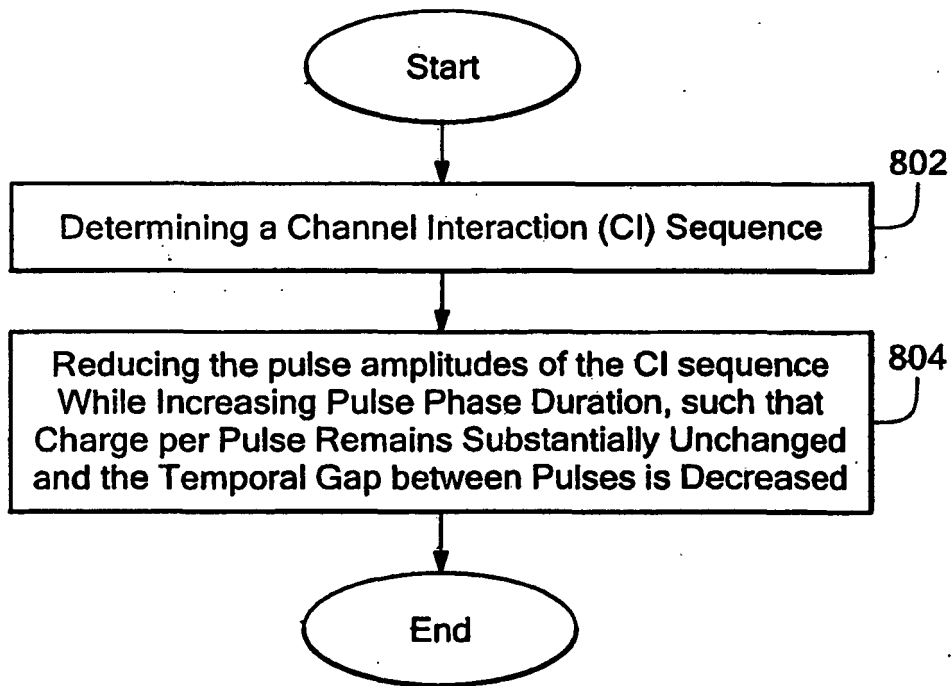 Start
802
Determining a Channel Interaction (CI) Sequence
804
Reducing the pulse amplitudes of the CI sequence
While Increasing Pulse Phase Duration, such that
Charge per Pulse Remains Substantially Unchanged
and the Temporal Gap between Pulses is Decreased
End